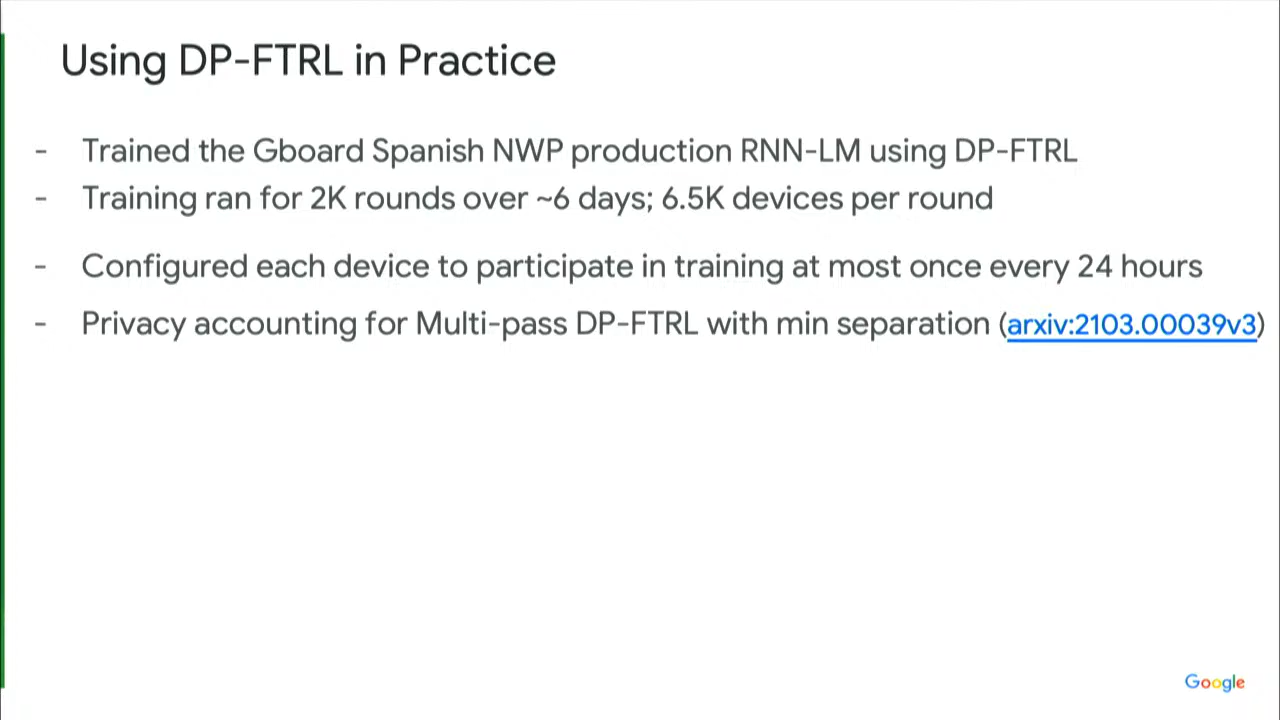 Using DP-FTRL in Practice
- Trained the Gboard Spanish NWP production RNN-LM using DP-FTRL
- Training ran for 2K rounds over ~6 days; 6.5K devices per round
- Configured each device to participate in training at most once every 24 hours
- Privacy accounting for Multi-pass DP-FTRL with min separation (arxiv:2103.00039v3)
Google